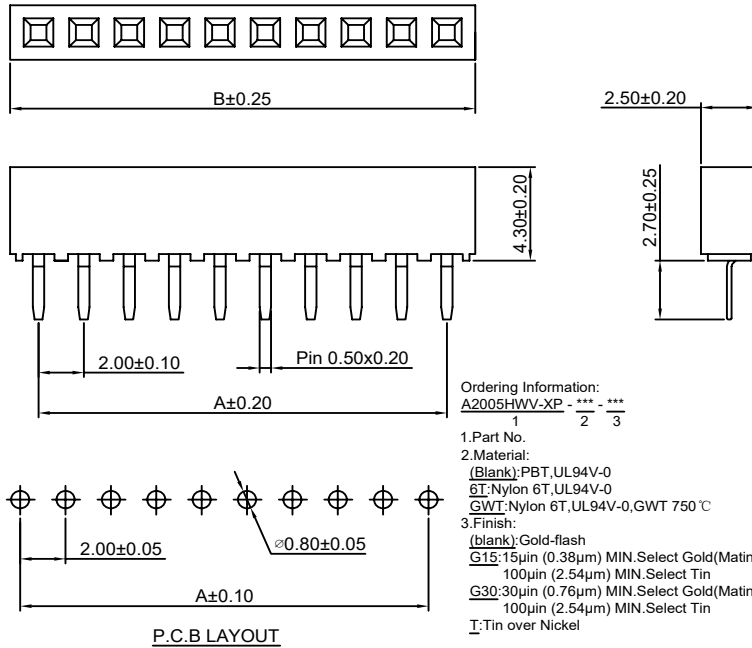 B±0.25
2.50±0.20
4.30±0.20
2.70±0.25
2.00±0.10
Pin 0.50x0.20
A±0.20
Ordering Information:
A2005HWV-XP - *** - ***
1 2 3
1.Part No.
2.Material:
(Blank):PBT,UL94V-0
6T:Nylon 6T,UL94V-0
GWT:Nylon 6T,UL94V-0,GWT 750℃
3.Finish:
(blank):Gold-flash
G15:15μin (0.38μm) MIN.Select Gold(Matin
100μin (2.54μm) MIN.Select Tin
G30:30μin (0.76μm) MIN.Select Gold(Matin
100μin (2.54μm) MIN.Select Tin
T:Tin over Nickel
2.00±0.05
⌀0.80±0.05
A±0.10
P.C.B LAYOUT